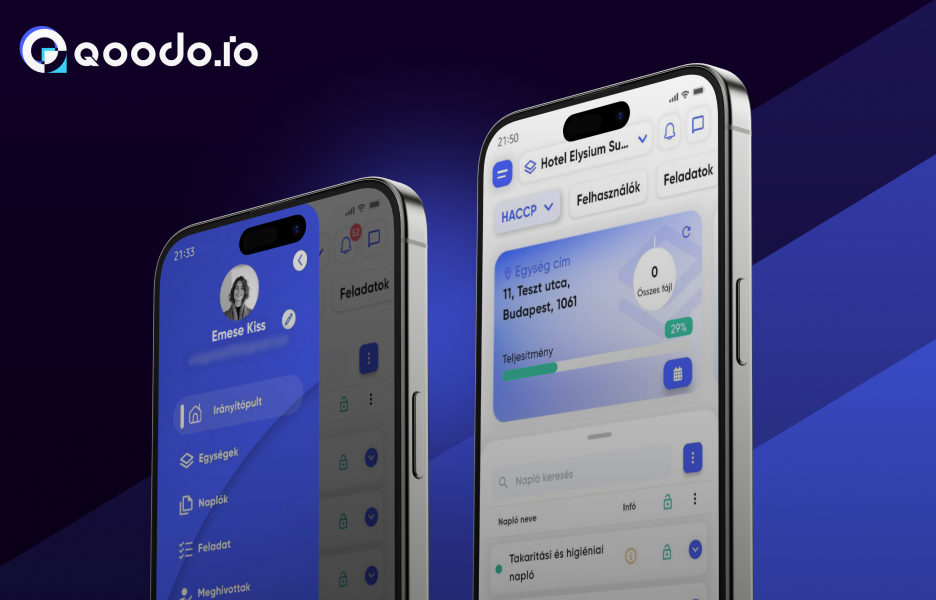 Qoodo.io
21:33
52
Feladatok
Emese Kiss
Irányítópult
Egységek
Naplók
Feladat
Meghívottak
21:50
Hotel Elysium Su...
HACCP
Felhasználók
Feladatok
Egység cím
11, Teszt utca,
Budapest, 1061
0
Összes fájl
29%
Teljesítmény
Napló keresés
Napló neve
Infó
Takarítási és higiéniai
napló